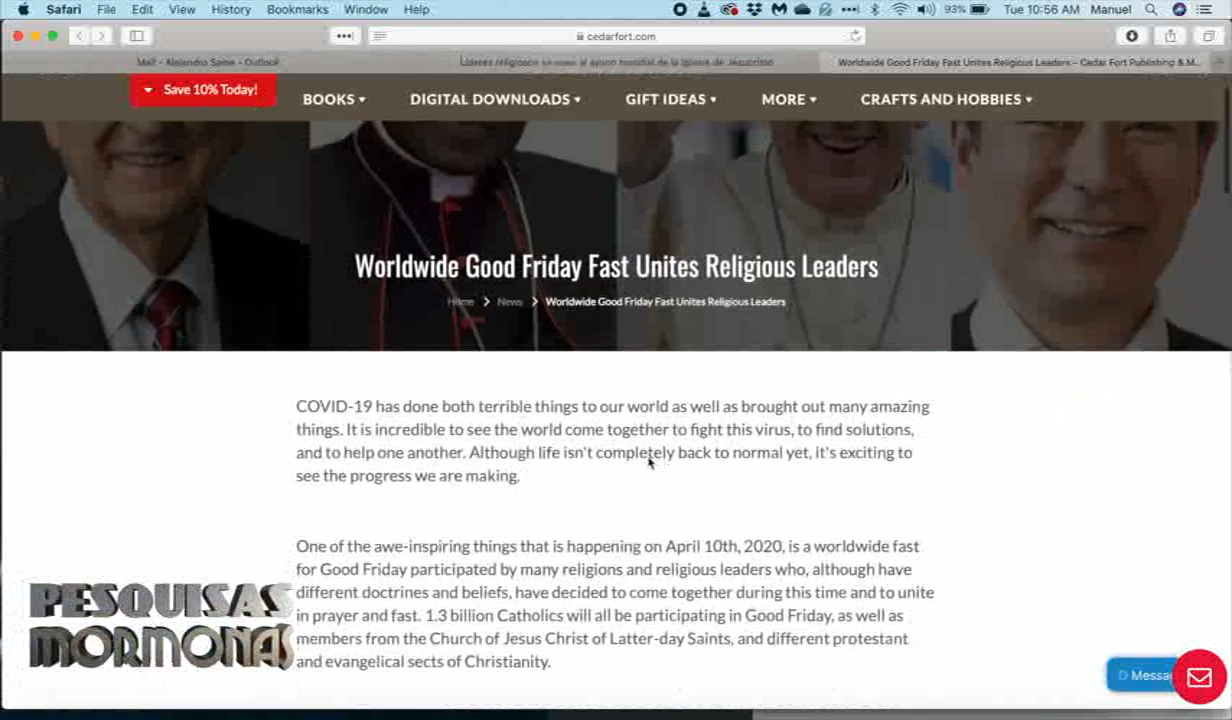 Safari File Edit View History Bookmarks Window Help 93% Tue 10:56 AM Manuel
cedarfort.com
Mail - Alejandro Saine - Outlook
Líderes religiosos se unen al ayuno mundial de la Iglesia de Jesucristo
Worldwide Good Friday Fast Unites Religious Leaders – Cedar Fort Publishing & M...
Save 10% Today!
BOOKS DIGITAL DOWNLOADS GIFT IDEAS MORE CRAFTS AND HOBBIES
Worldwide Good Friday Fast Unites Religious Leaders
Home News Worldwide Good Friday Fast Unites Religious Leaders
COVID-19 has done both terrible things to our world as well as brought out many amazing
things. It is incredible to see the world come together to fight this virus, to find solutions,
and to help one another. Although life isn't completely back to normal yet, it's exciting to
see the progress we are making.
One of the awe-inspiring things that is happening on April 10th, 2020, is a worldwide fast
for Good Friday participated by many religions and religious leaders who, although have
different doctrines and beliefs, have decided to come together during this time and to unite
in prayer and fast. 1.3 billion Catholics will all be participating in Good Friday, as well as
members from the Church of Jesus Christ of Latter-day Saints, and different protestant
and evangelical sects of Christianity.
PESQUISAS
MORMONAS
Messa